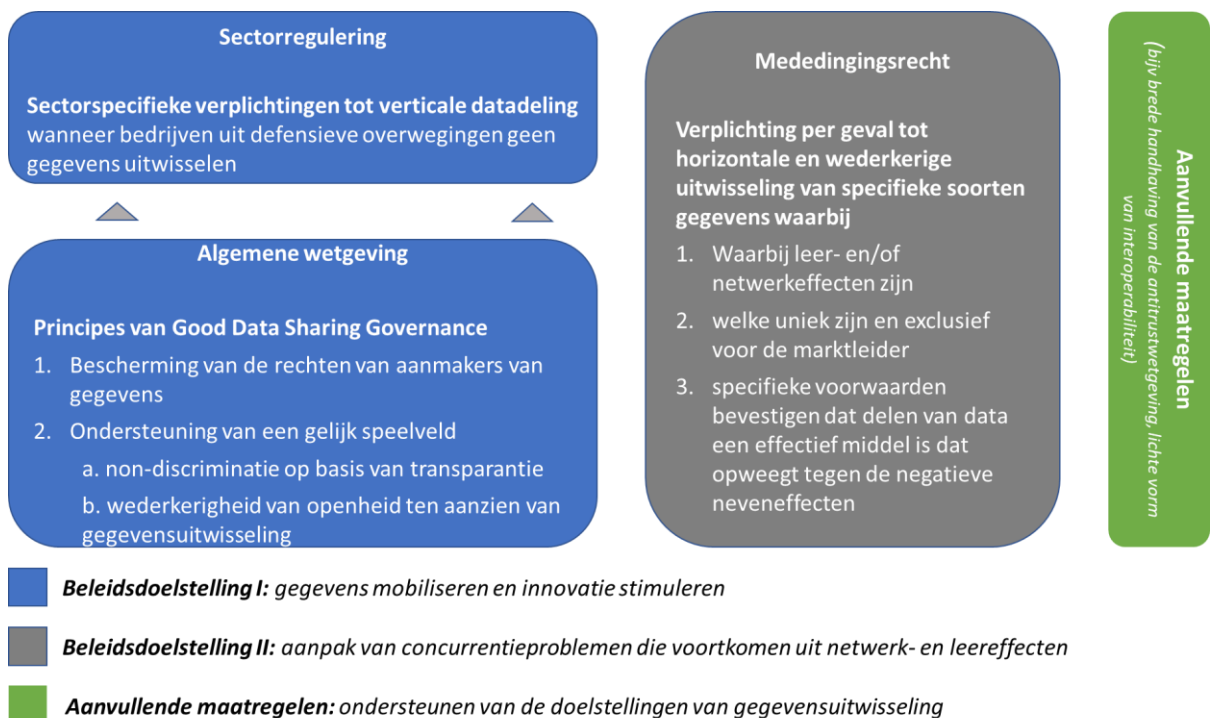 Sectorregulering
Sectorspecifieke verplichtingen tot verticale datadeling
wanneer bedrijven uit defensieve overwegingen geen
gegevens uitwisselen
Algemene wetgeving
Principes van Good Data Sharing Governance
1. Bescherming van de rechten van aanmakers van
gegevens
2. Ondersteuning van een gelijk speelveld
a. non-discriminatie op basis van transparantie
b. wederkerigheid van openheid ten aanzien van
gegevensuitwisseling
Mededingingsrecht
Verplichting per geval tot
horizontale en wederkerige
uitwisseling van specifieke soorten
gegevens waarbij
1. Waarbij leer- en/of
netwerkeffecten zijn
2. welke uniek zijn en exclusief
voor de marktleider
3. specifieke voorwaarden
bevestigen dat delen van data
een effectief middel is dat
opweegt tegen de negatieve
neveneffecten
Aanvullende maatregelen
(bijv brede handhaving van de antitrustwetgeving, lichte vorm
van interoperabiliteit)
Beleidsdoelstelling I: gegevens mobiliseren en innovatie stimuleren
Beleidsdoelstelling II: aanpak van concurrentieproblemen die voortkomen uit netwerk- en leereffecten
Aanvullende maatregelen: ondersteunen van de doelstellingen van gegevensuitwisseling